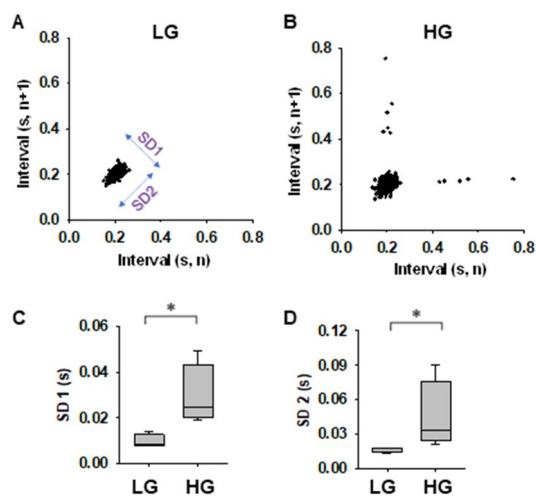 A
LG
Interval (s, n+1)
0.8
0.6
0.4
0.2
0.0
SD1
SD2
0.0 0.2 0.4 0.6 0.8
Interval (s, n)
B
HG
Interval (s, n+1)
0.8
0.6
0.4
0.2
0.0
0.0 0.2 0.4 0.6 0.8
Interval (s, n)
C
SD 1 (s)
0.06
0.04
0.02
0.00
*
LG HG
D
SD 2 (s)
0.12
0.09
0.06
0.03
0.00
*
LG HG